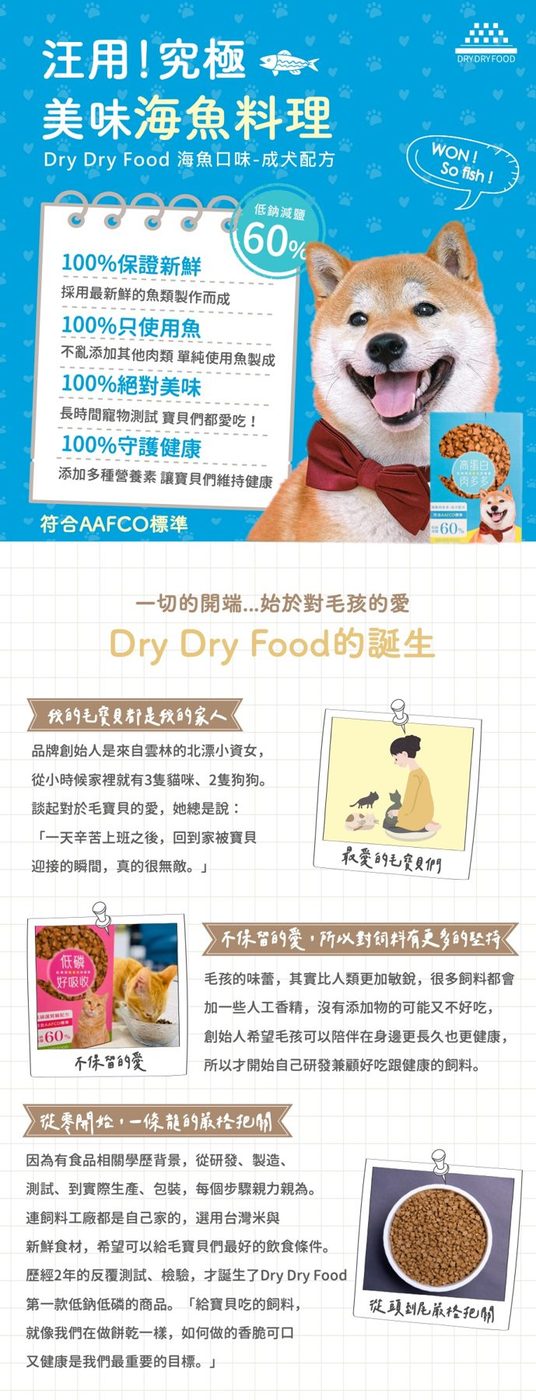 汪用!究極
美味海魚料理
Dry Dry Food 海魚口味-成犬配方
DRYDRYFOOD
WON!
So fish!
低鈉減鹽
60%
100%保證新鮮
採用最新鮮的魚類製作而成
100%只使用魚
不亂添加其他肉類 單純使用魚製成
100%絕對美味
長時間寵物測試 寶貝們都愛吃!
100%守護健康
添加多種營養素 讓寶貝們維持健康
符合AAFCO標準
高蛋白
肉多多
符合AAFCO標準
60%
一切的開端...始於對毛孩的愛
Dry Dry Food的誕生
我的毛寶貝都是我的家人
品牌創始人是來自雲林的北漂小資女,
從小時候家裡就有3隻貓咪、2隻狗狗。
談起對於毛寶貝的愛,她總是說:
「一天辛苦上班之後,回到家被寶貝
迎接的瞬間,真的很無敵。」
最愛的毛寶貝們
不保留的愛,所以對飼料有更多的堅持
毛孩的味蕾,其實比人類更加敏銳,很多飼料都會
加一些人工香精,沒有添加物的可能又不好吃,
創始人希望毛孩可以陪伴在身邊更長久也更健康,
所以才開始自己研發兼顧好吃跟健康的飼料。
低磷
好吸收
60%
不保留的愛
從零開始,一條龍的嚴格把關
因為有食品相關學歷背景,從研發、製造、
測試、到實際生產、包裝,每個步驟親力親為。
連飼料工廠都是自己家的,選用台灣米與
新鮮食材,希望可以給毛寶貝們最好的飲食條件。
歷經2年的反覆測試、檢驗,才誕生了Dry Dry Food
第一款低鈉低磷的商品。「給寶貝吃的飼料,
就像我們在做餅乾一樣,如何做的香脆可口
又健康是我們最重要的目標。」
從頭到尾嚴格把關